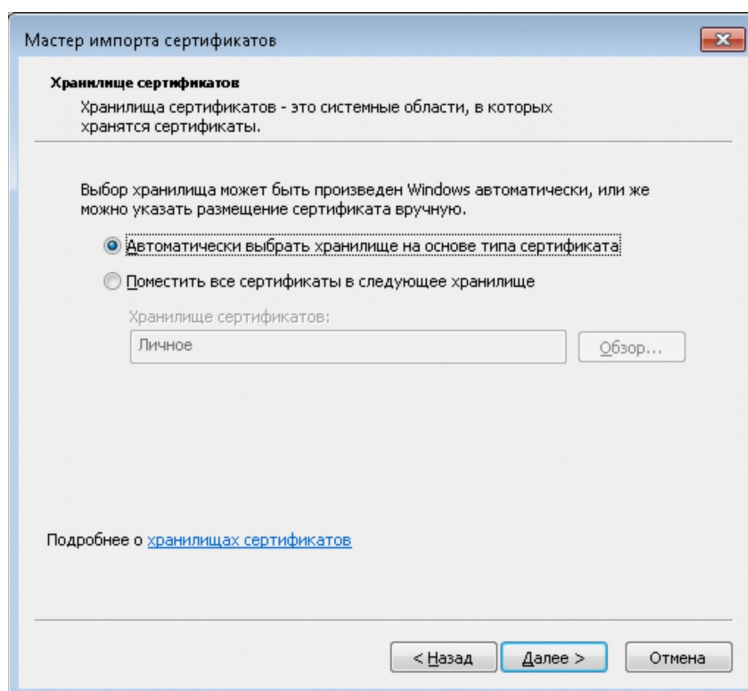 Мастер импорта сертификатов
Хранилище сертификатов
Хранилища сертификатов - это системные области, в которых
хранятся сертификаты.
Выбор хранилища может быть произведен Windows автоматически, или же
можно указать размещение сертификата вручную.
Автоматически выбрать хранилище на основе типа сертификата
Поместить все сертификаты в следующее хранилище
Хранилище сертификатов:
Личное
Обзор...
Подробнее о хранилищах сертификатов
< Назад
Далее >
Отмена